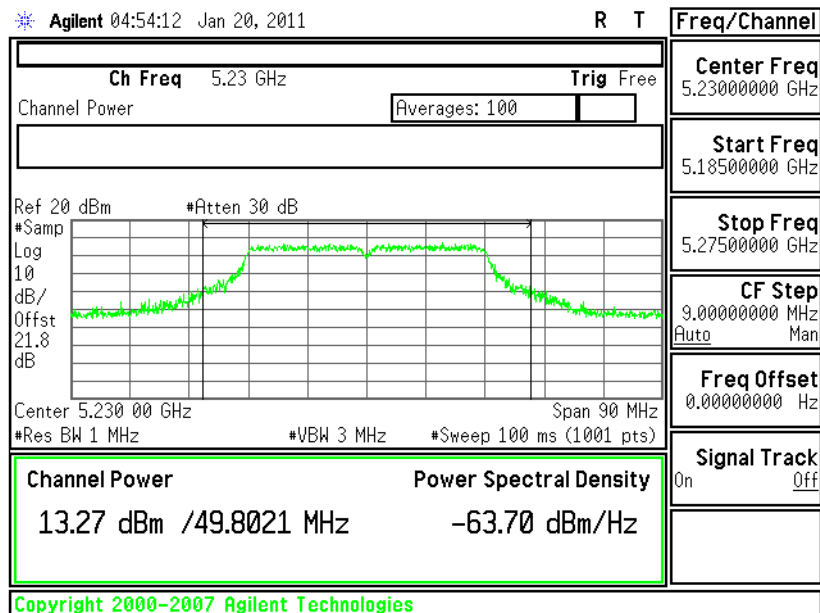 Agilent 04:54:12 Jan 20, 2011 R T
Ch Freq 5.23 GHz Trig Free
Channel Power Averages: 100
Ref 20 dBm #Atten 30 dB
#Samp
Log
10
dB/
Offst
21.8
dB
Center 5.230 00 GHz Span 90 MHz
#Res BW 1 MHz #VBW 3 MHz #Sweep 100 ms (1001 pts)
Channel Power Power Spectral Density
13.27 dBm /49.8021 MHz -63.70 dBm/Hz
Copyright 2000-2007 Agilent Technologies
Freq/Channel
Center Freq
5.23000000 GHz
Start Freq
5.18500000 GHz
Stop Freq
5.27500000 GHz
CF Step
9.00000000 MHz
Auto Man
Freq Offset
0.00000000 Hz
Signal Track
On Off